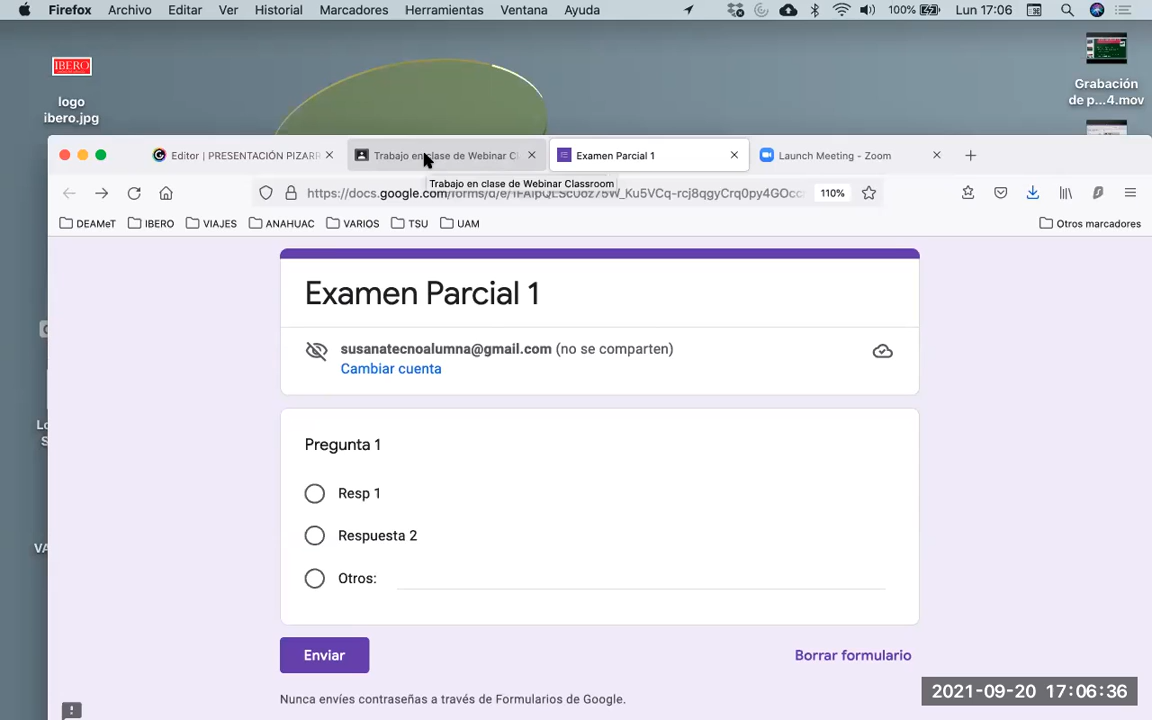 Firefox Archivo Editar Ver Historial Marcadores Herramientas Ventana Ayuda 100% Lun 17:06
IBERO
logo
ibero.jpg
Grabación
de p...4.mov
Editor | PRESENTACIÓN PIZARR
Trabajo en clase de Webinar C
Examen Parcial 1
Launch Meeting - Zoom
Trabajo en clase de Webinar Classroom
https://docs.google.com/forms/d/e/
110%
DEAMeT IBERO VIAJES ANAHUAC VARIOS TSU UAM Otros marcadores
Examen Parcial 1
susanatecnoalumna@gmail.com (no se comparten)
Cambiar cuenta
Pregunta 1
Resp 1
Respuesta 2
Otros:
Enviar
Borrar formulario
Nunca envíes contraseñas a través de Formularios de Google.
2021-09-20 17:06:36